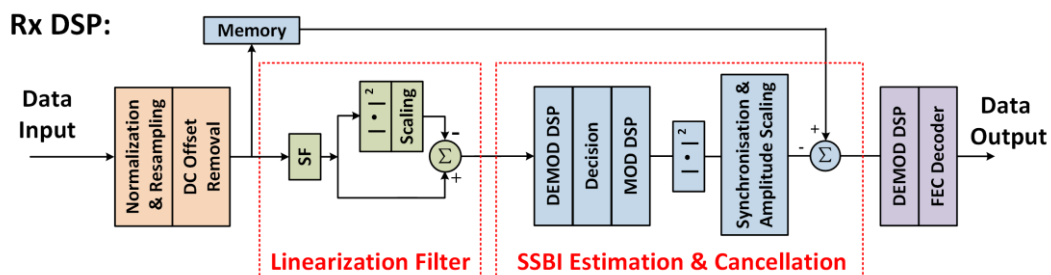 Rx DSP:
Memory
Data
Input
Normalization
& Resampling
DC Offset
Removal
SF
| • | 2
Scaling
-
Σ
+
DEMOD DSP
Decision
MOD DSP
| • | 2
Synchronisation &
Amplitude Scaling
+
-
Σ
DEMOD DSP
FEC Decoder
Data
Output
Linearization Filter
SSBI Estimation & Cancellation